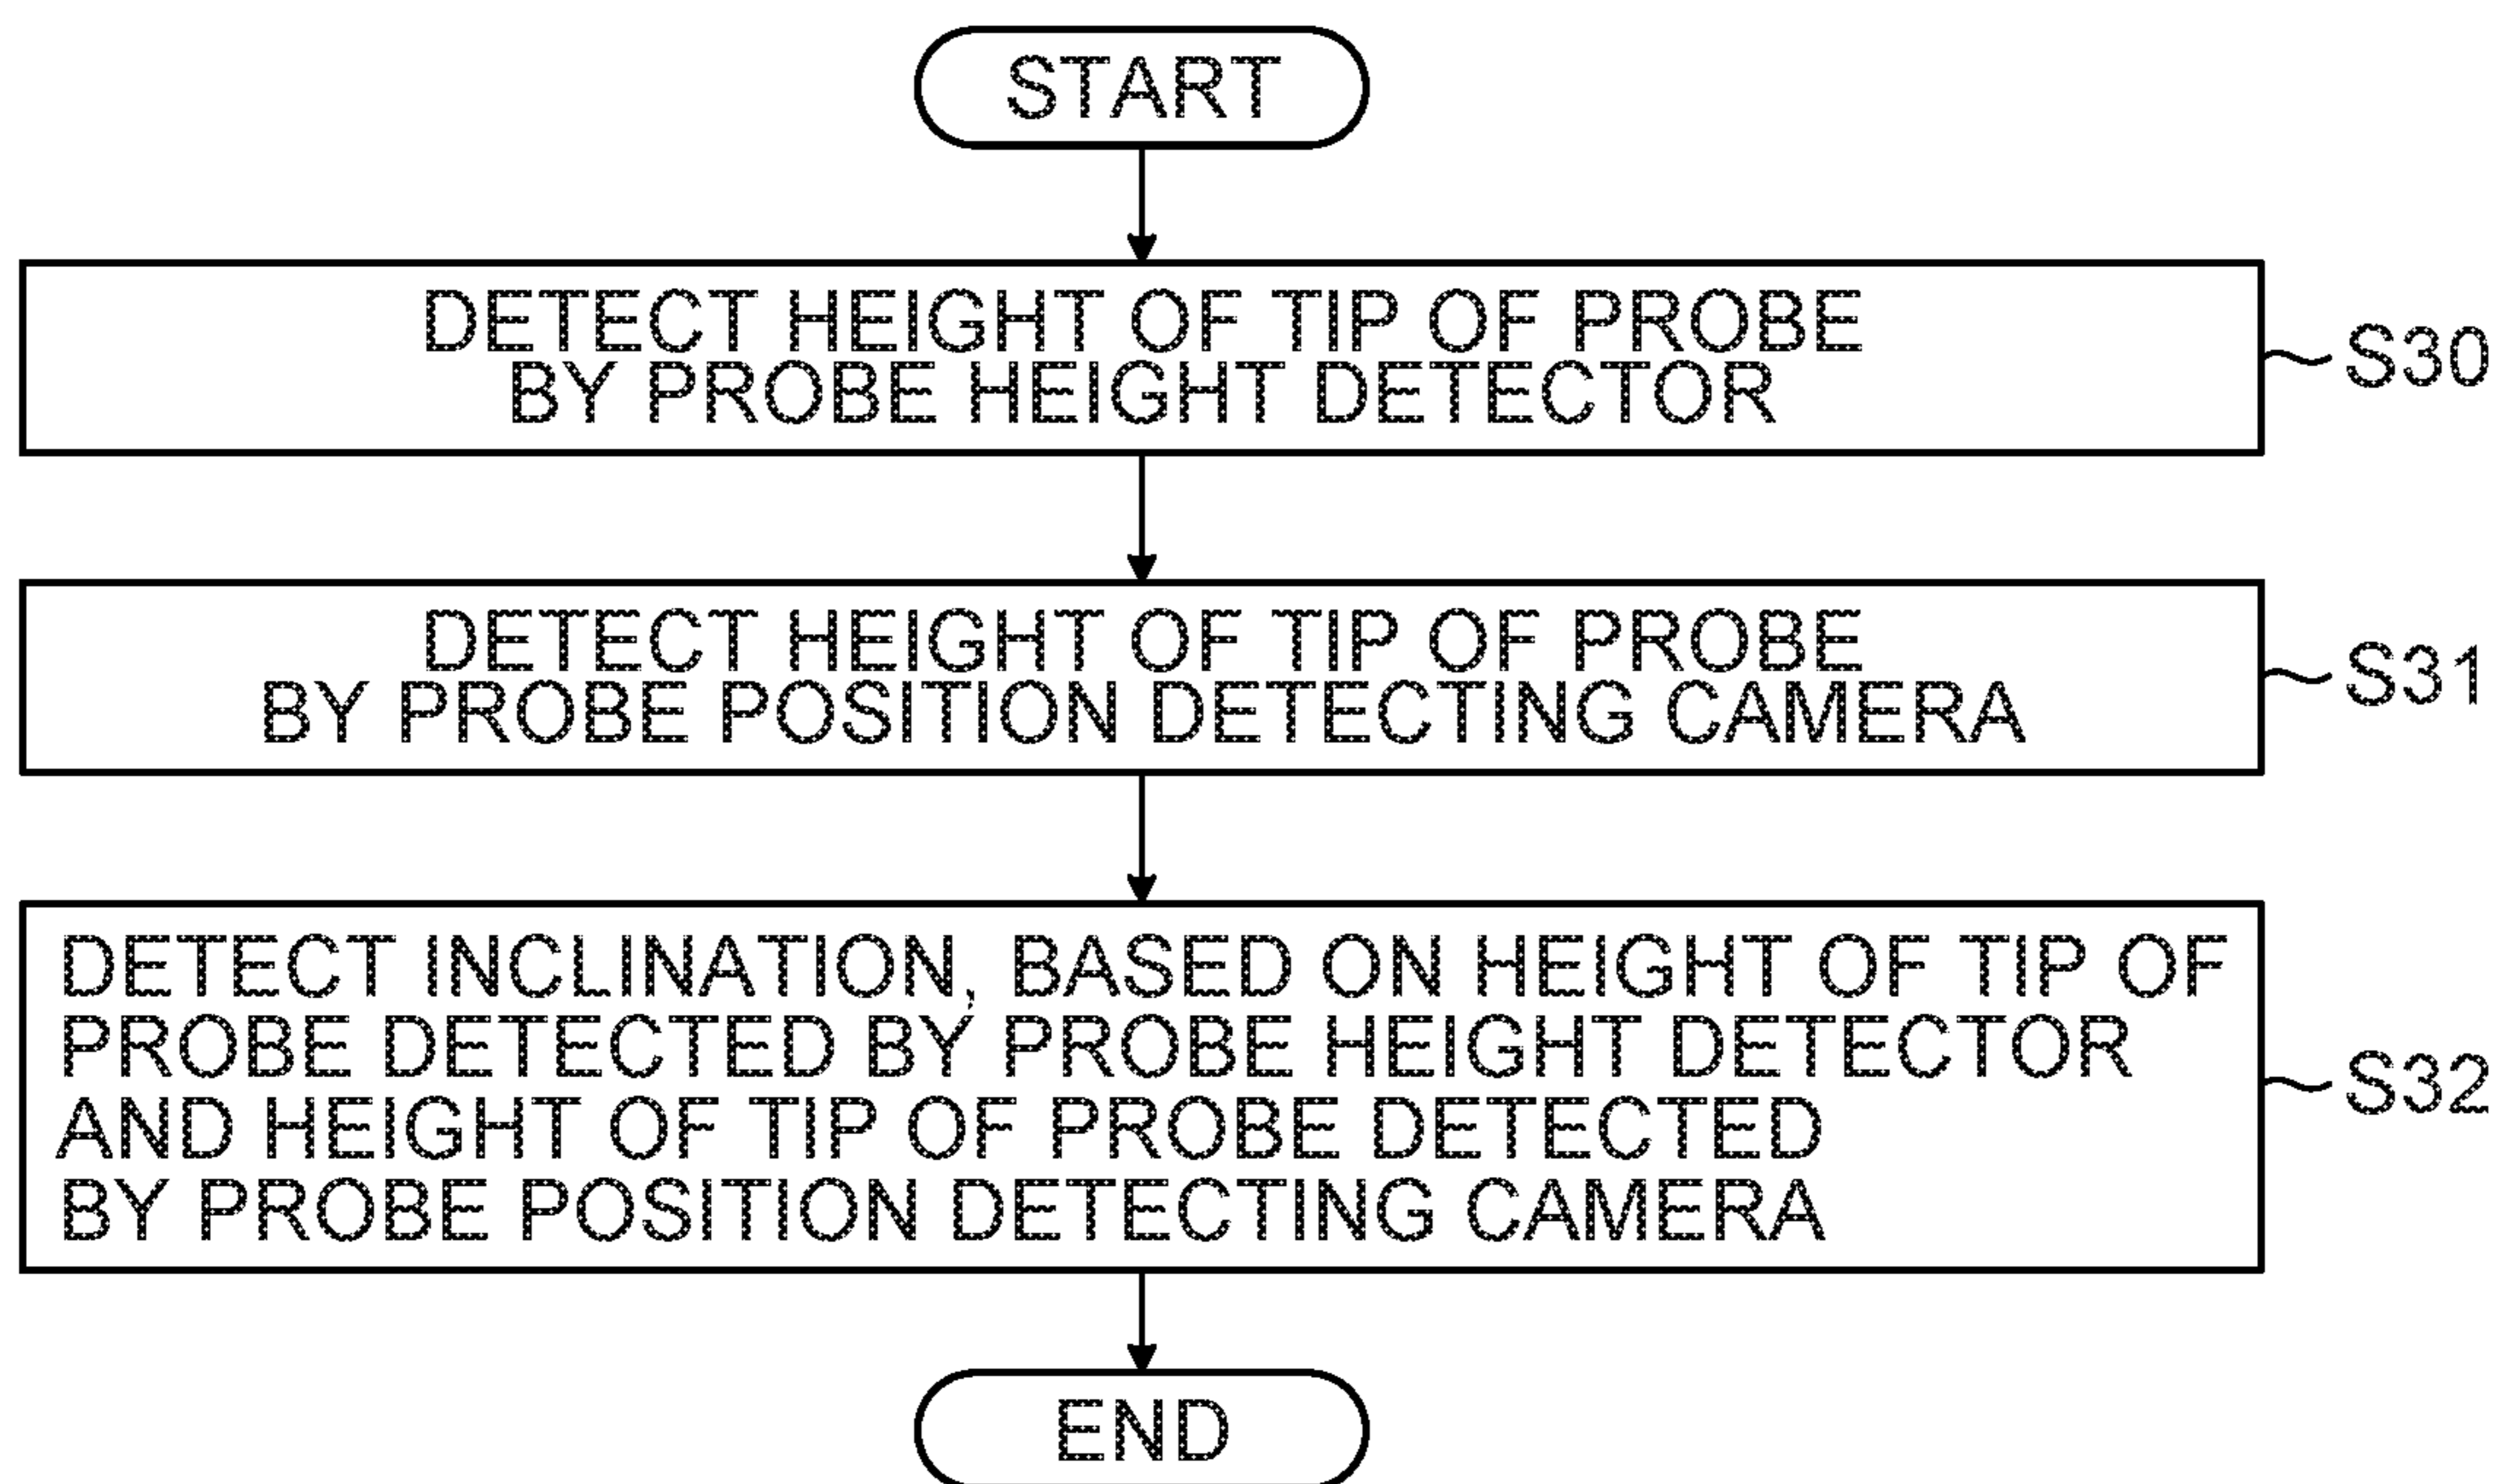 START
DETECT HEIGHT OF TIP OF PROBE
BY PROBE HEIGHT DETECTOR
S30
DETECT HEIGHT OF TIP OF PROBE
BY PROBE POSITION DETECTING CAMERA
S31
DETECT INCLINATION, BASED ON HEIGHT OF TIP OF
PROBE DETECTED BY PROBE HEIGHT DETECTOR
AND HEIGHT OF TIP OF PROBE DETECTED
BY PROBE POSITION DETECTING CAMERA
S32
END